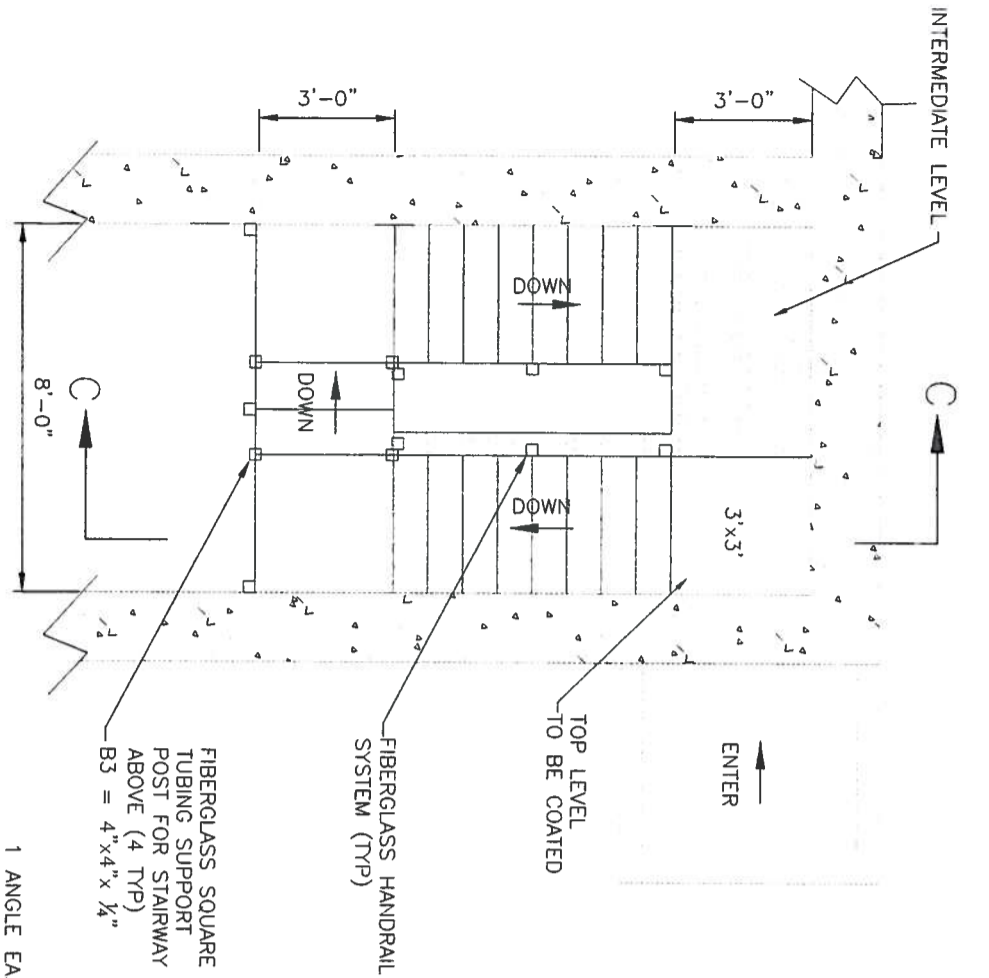 INTERMEDIATE LEVEL
3'-0"
3'-0"
8'-0"
C
C
DOWN
DOWN
DOWN
3'x3'
ENTER
TOP LEVEL
TO BE COATED
FIBERGLASS HANDRAIL
SYSTEM (TYP)
FIBERGLASS SQUARE
TUBING SUPPORT
POST FOR STAIRWAY
ABOVE (4 TYP)
B3 = 4"x4"x ¼"
1 ANGLE EA